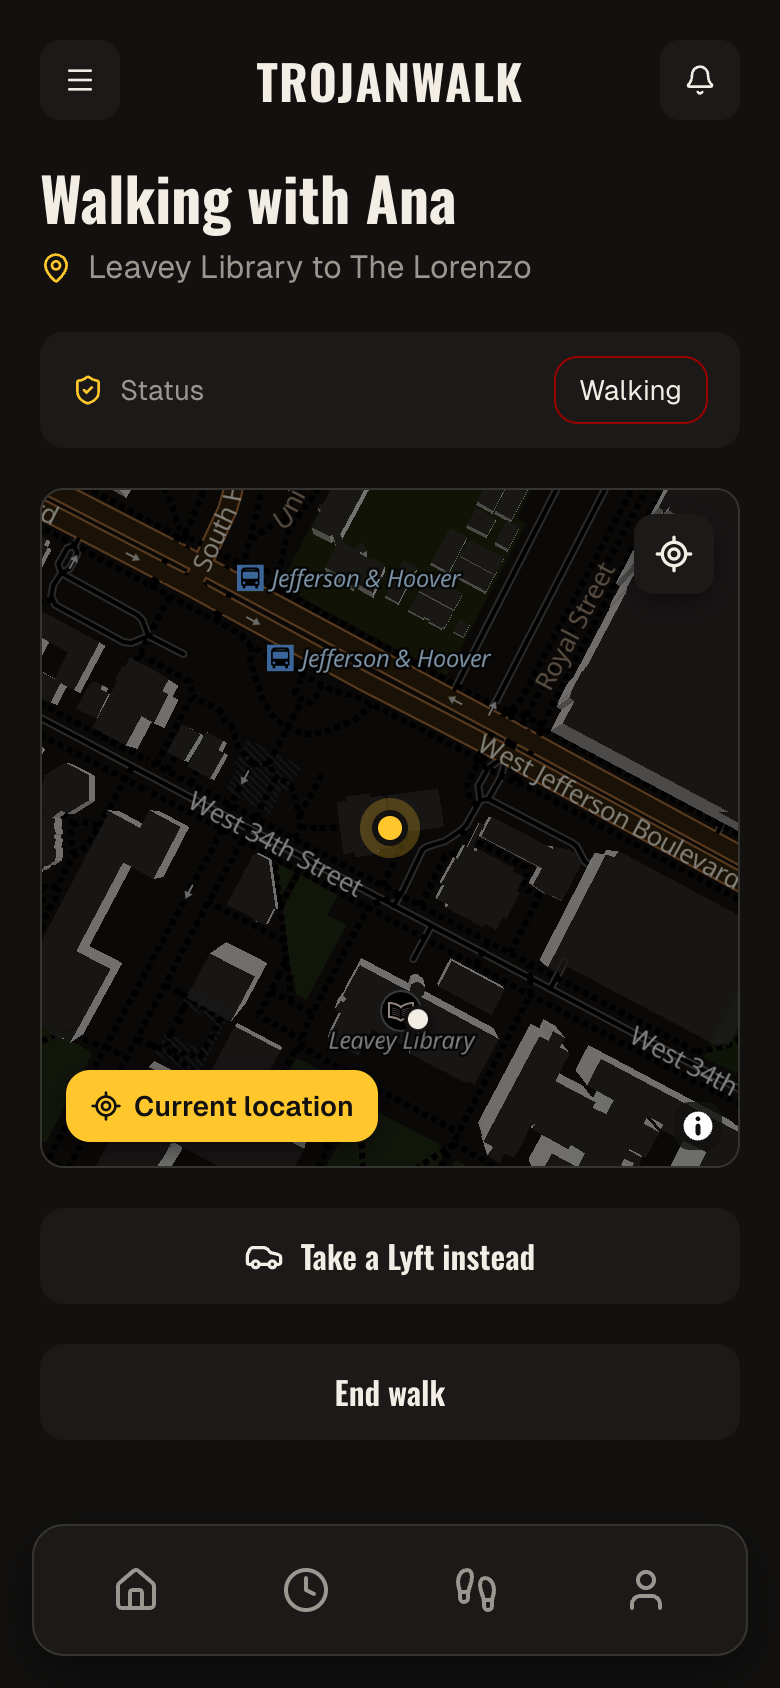 TROJANWALK
Walking with Ana
Leavey Library to The Lorenzo
Status
Walking
d
South H
Uni
Jefferson & Hoover
Royal Street
Jefferson & Hoover
West Jefferson Boulevard
West 34th Street
Leavey Library
West 34th
Current location
Take a Lyft instead
End walk